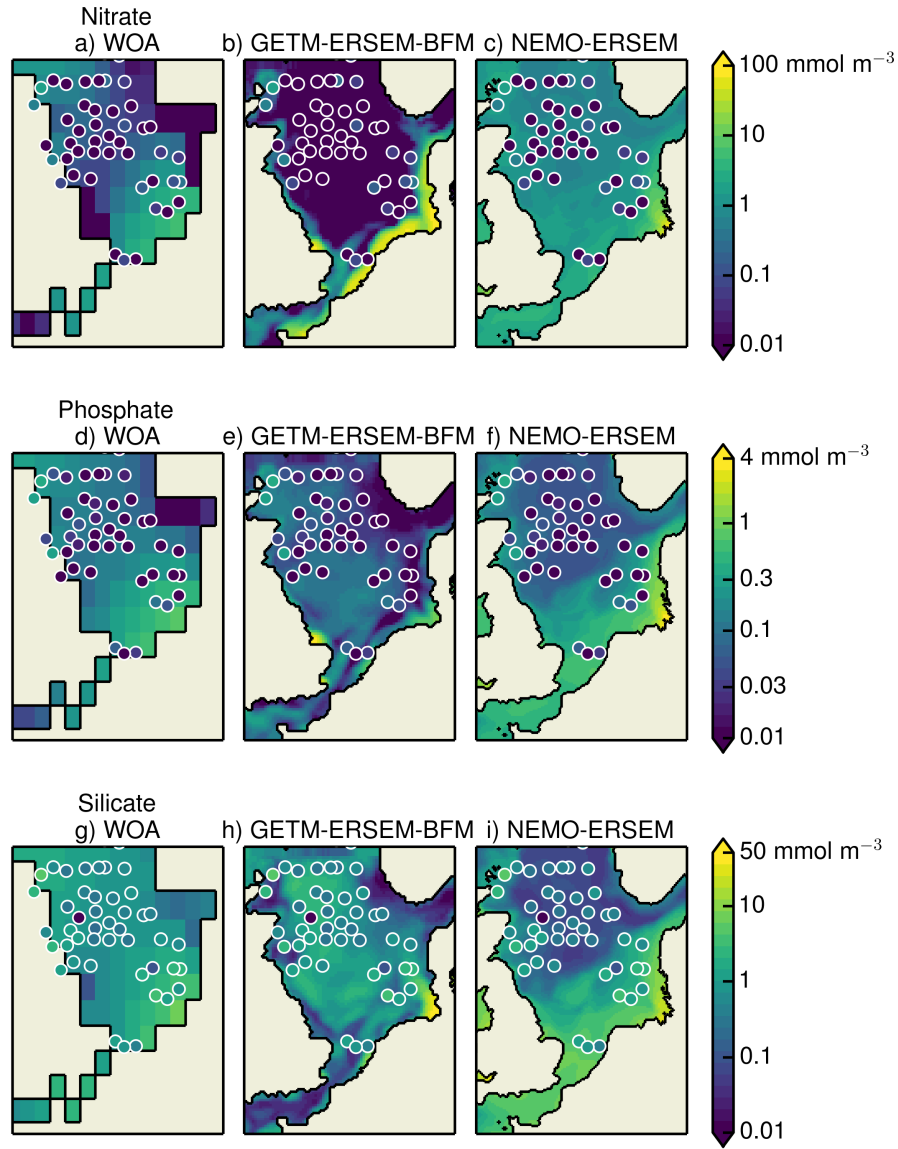 Nitrate
a) WOA b) GETM-ERSEM-BFM c) NEMO-ERSEM
100 mmol m⁻³
10
1
0.1
0.01
Phosphate
d) WOA e) GETM-ERSEM-BFM f) NEMO-ERSEM
4 mmol m⁻³
1
0.3
0.1
0.03
0.01
Silicate
g) WOA h) GETM-ERSEM-BFM i) NEMO-ERSEM
50 mmol m⁻³
10
1
0.1
0.01